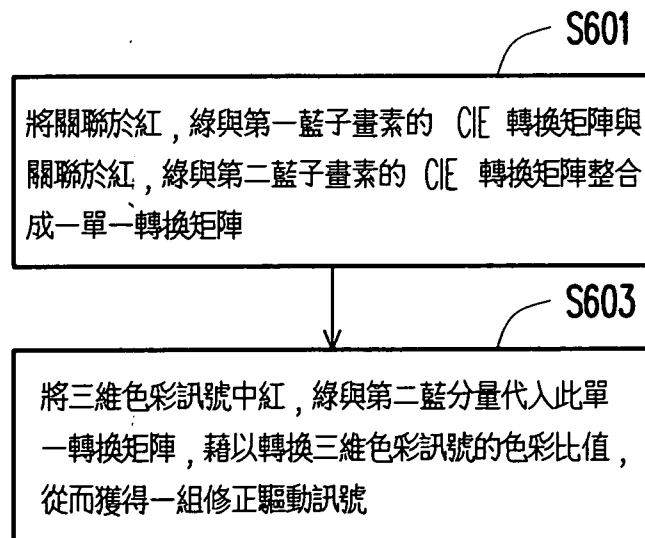 S601
將關聯於紅，綠與第一藍子畫素的 CIE 轉換矩陣與
關聯於紅，綠與第二藍子畫素的 CIE 轉換矩陣整合
成一單一轉換矩陣
S603
將三維色彩訊號中紅，綠與第二藍分量代入此單
一轉換矩陣，藉以轉換三維色彩訊號的色彩比值，
從而獲得一組修正驅動訊號